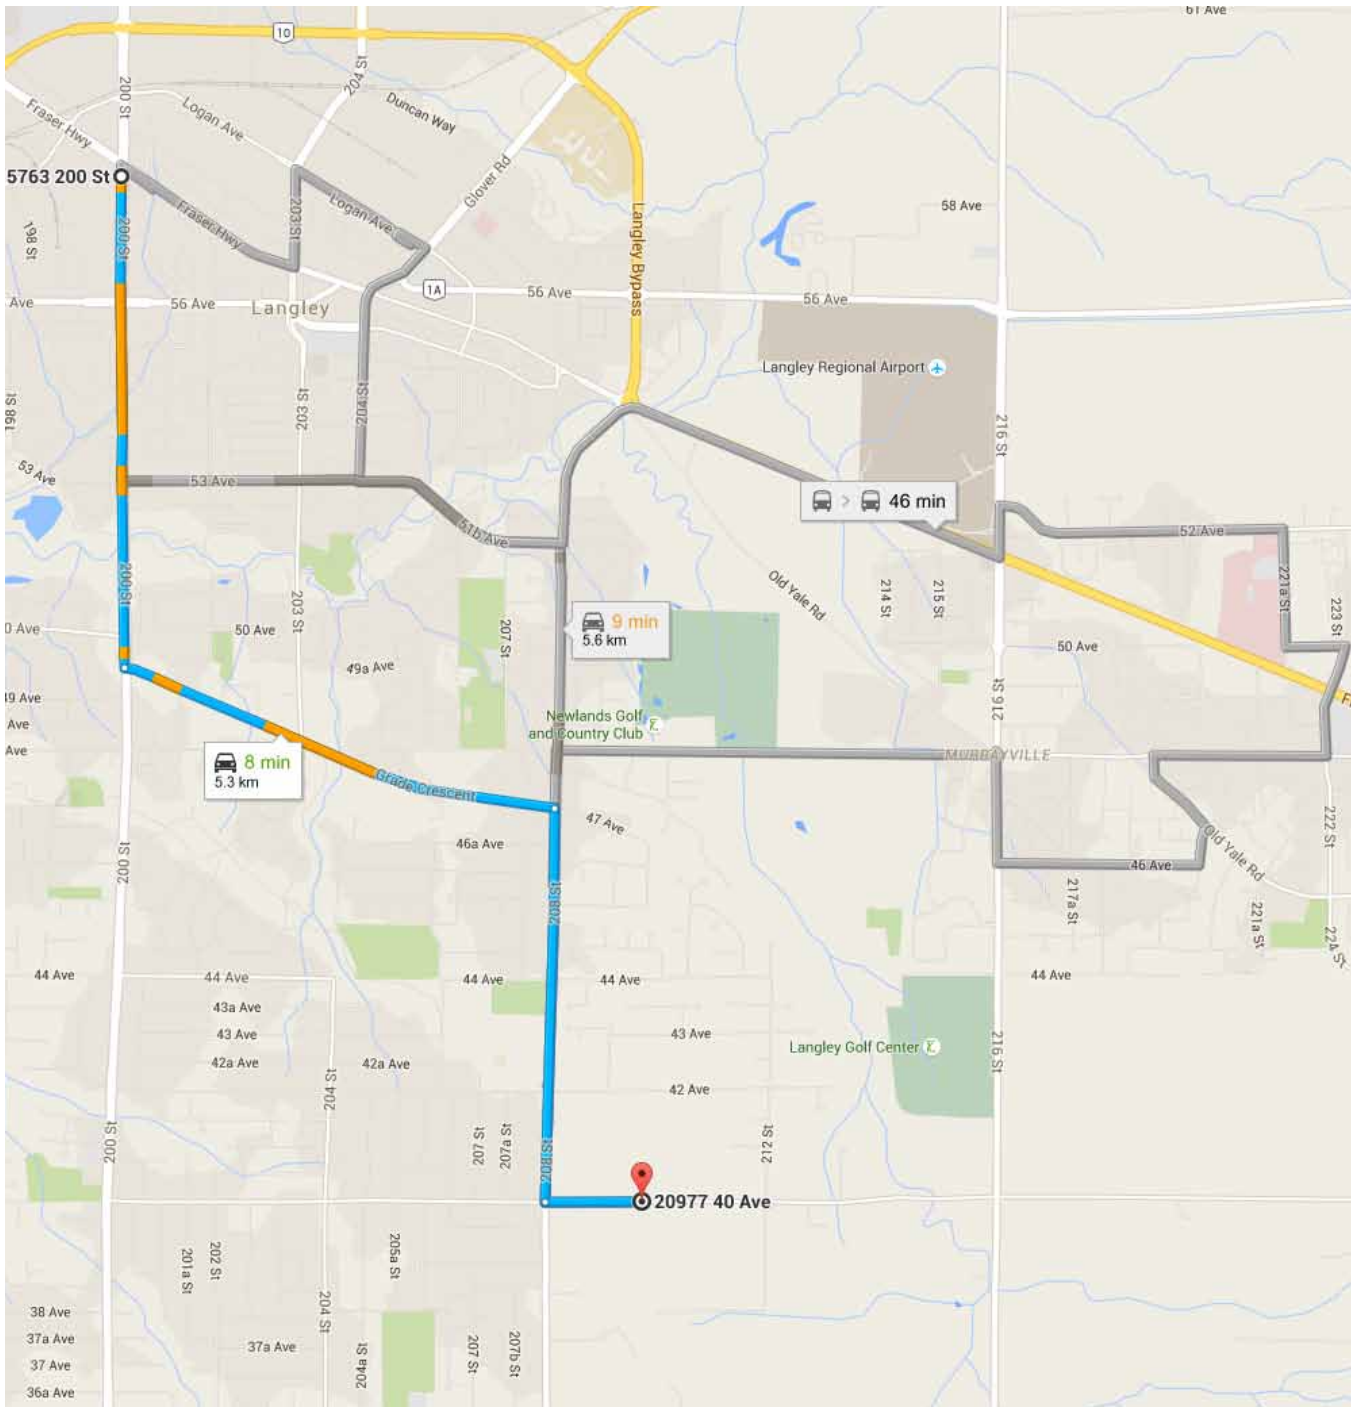 61 Ave
10
200 St
204 St
Duncan Way
Logan Ave
Fraser Hwy
Glover Rd
5763 200 St
198 St
200 St
Fraser Hwy
203 St
Logan Ave
Langley Bypass
58 Ave
Ave
56 Ave
Langley
1A
56 Ave
56 Ave
Langley Regional Airport
198 St
203 St
204 St
216 St
53 Ave
53 Ave
51b Ave
46 min
52 Ave
200 St
203 St
Old Yale Rd
214 St
215 St
221a St
223 St
0 Ave
50 Ave
207 St
9 min
5.6 km
50 Ave
49a Ave
49 Ave
Ave
Ave
216 St
Newlands Golf
and Country Club
MURRAYVILLE
8 min
5.3 km
Grade Crescent
46a Ave
47 Ave
200 St
208 St
46 Ave
Old Yale Rd
222 St
217a St
221a St
224 St
44 Ave
44 Ave
44 Ave
44 Ave
44 Ave
43a Ave
43 Ave
42a Ave
42a Ave
43 Ave
Langley Golf Center
216 St
204 St
42 Ave
200 St
207 St
207a St
208 St
212 St
20977 40 Ave
201a St
202 St
205a St
204 St
38 Ave
37a Ave
37 Ave
36a Ave
37a Ave
204a St
207 St
207b St